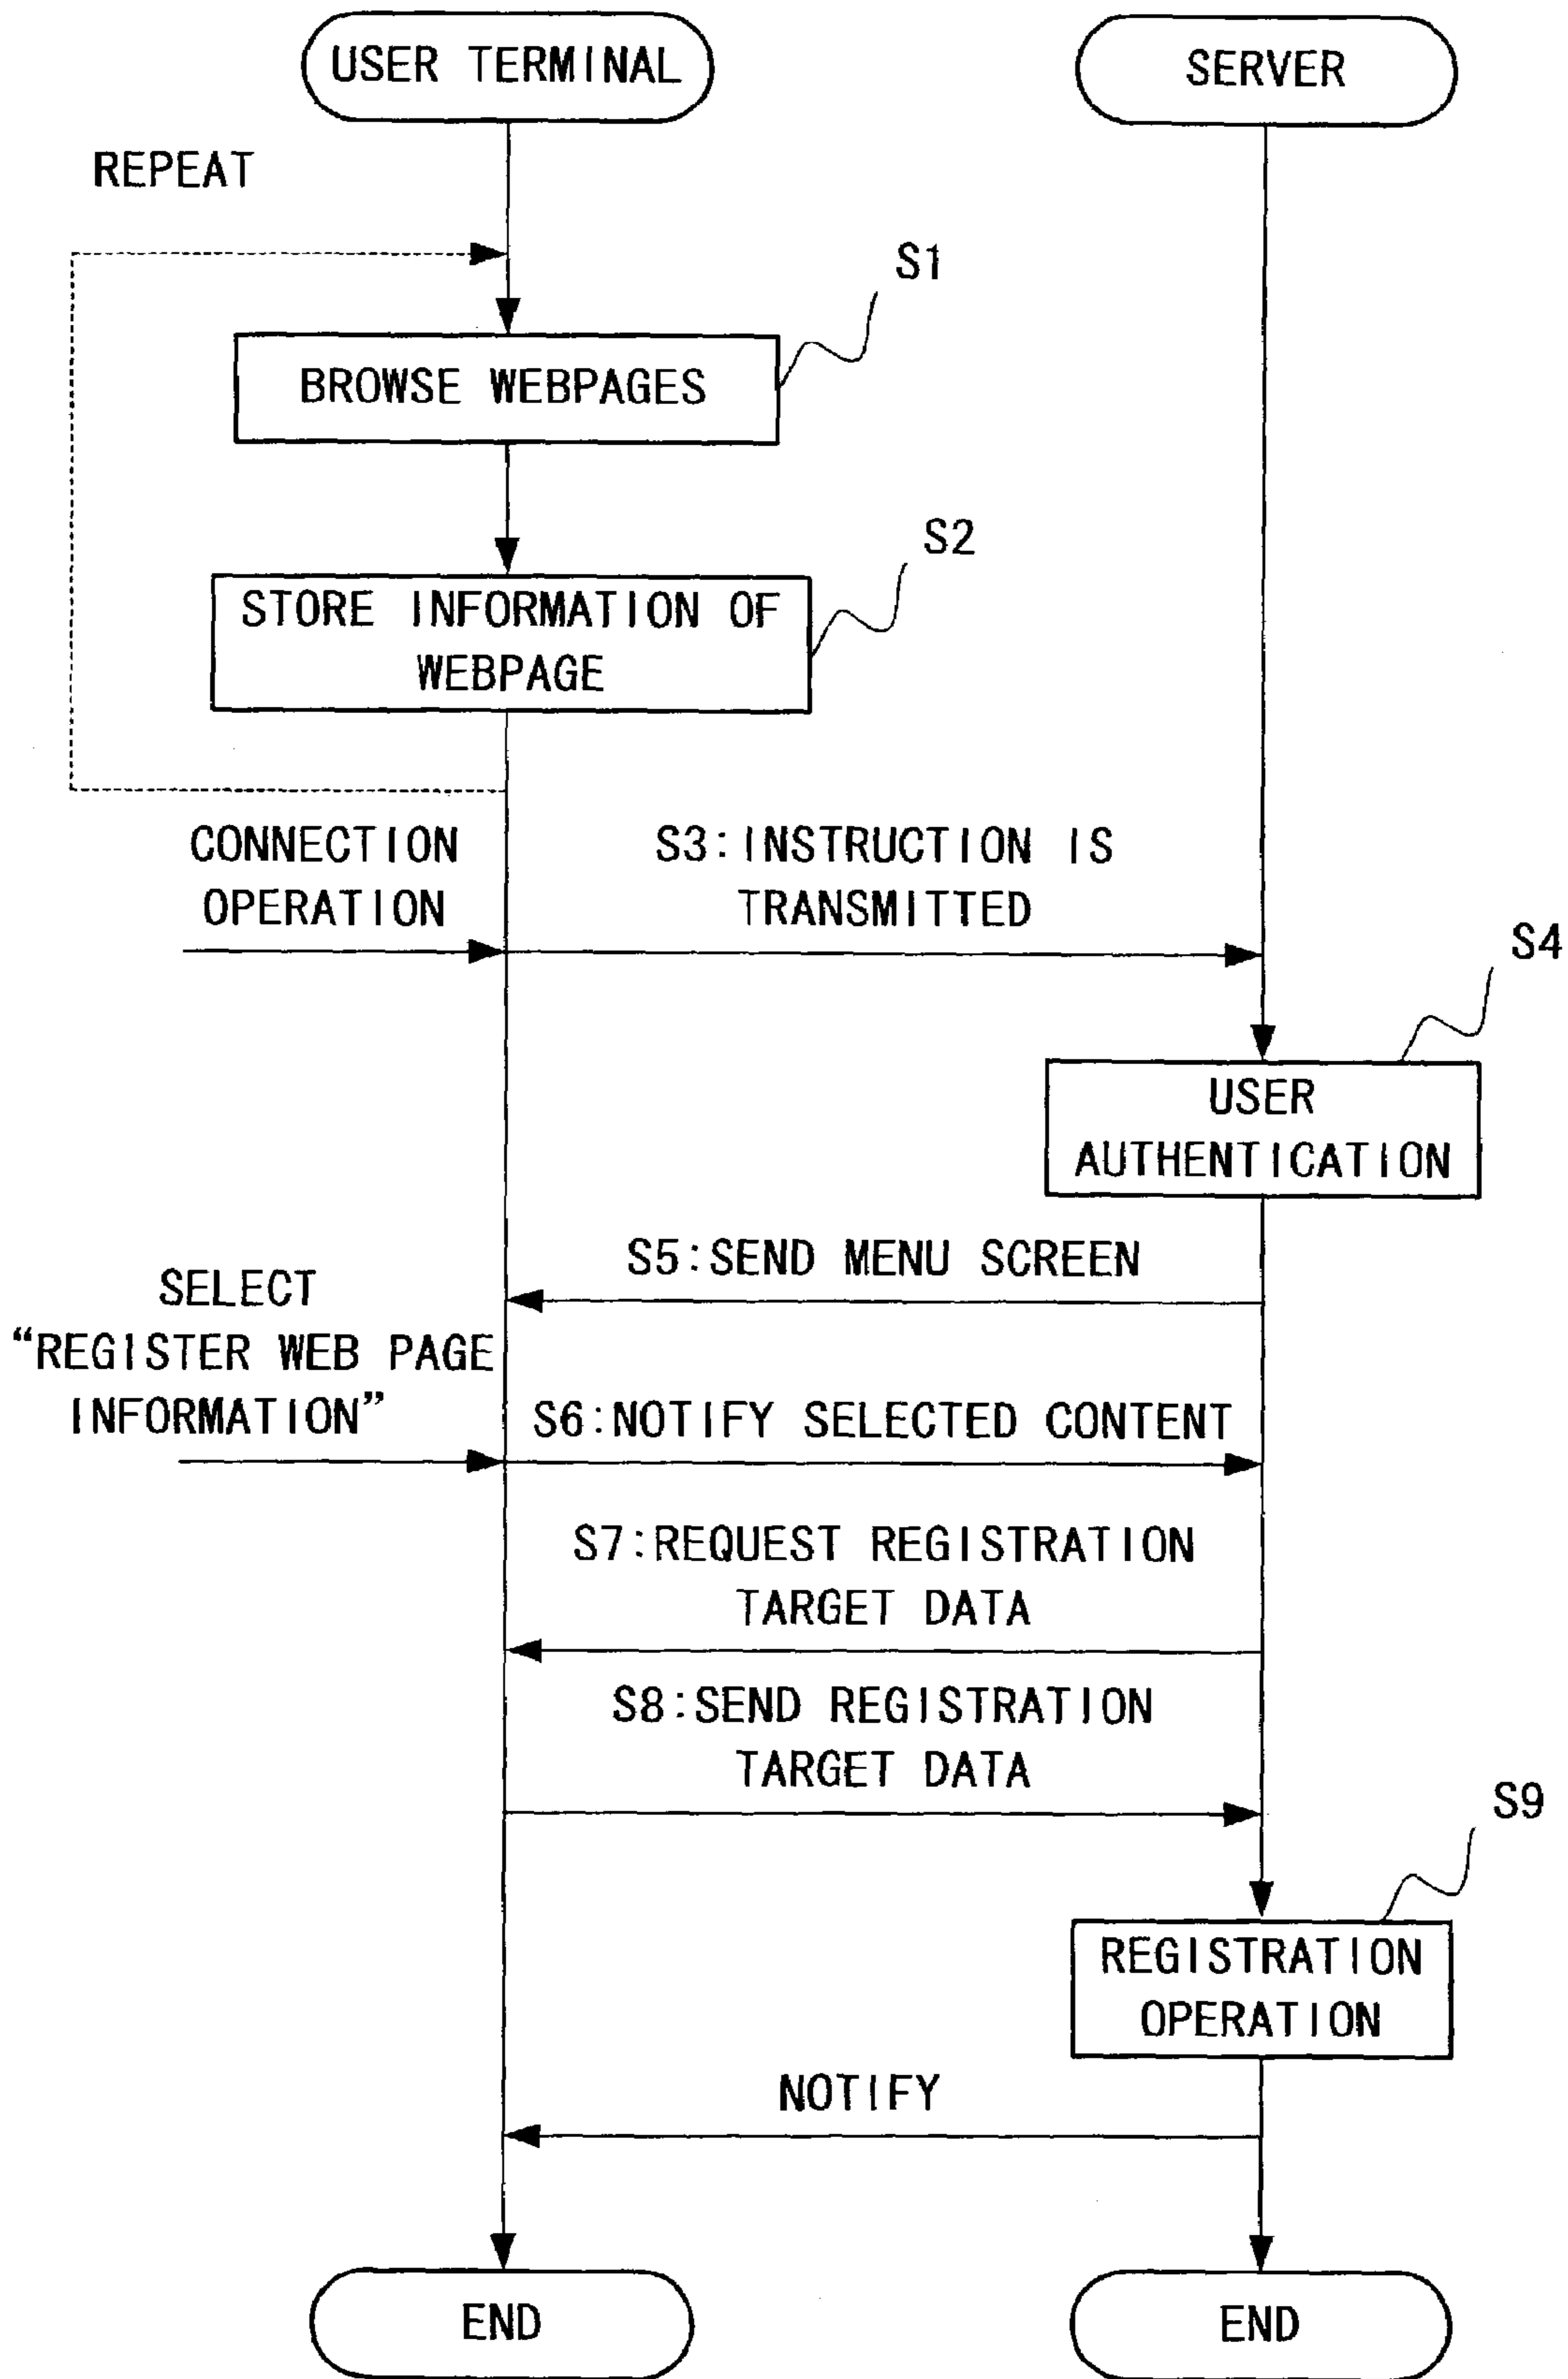 USER TERMINAL
SERVER
REPEAT
S1
BROWSE WEBPAGES
S2
STORE INFORMATION OF
WEBPAGE
CONNECTION
OPERATION
S3:INSTRUCTION IS
TRANSMITTED
S4
USER
AUTHENTICATION
S5:SEND MENU SCREEN
SELECT
“REGISTER WEB PAGE
INFORMATION”
S6:NOTIFY SELECTED CONTENT
S7:REQUEST REGISTRATION
TARGET DATA
S8:SEND REGISTRATION
TARGET DATA
S9
REGISTRATION
OPERATION
NOTIFY
END
END